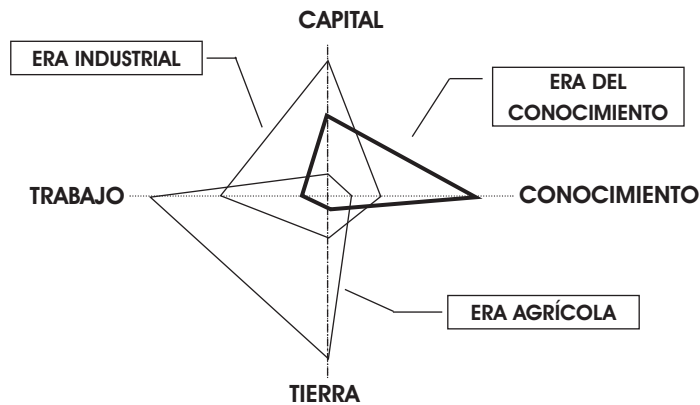 CAPITAL
ERA INDUSTRIAL
ERA DEL
CONOCIMIENTO
TRABAJO
CONOCIMIENTO
ERA AGRÍCOLA
TIERRA